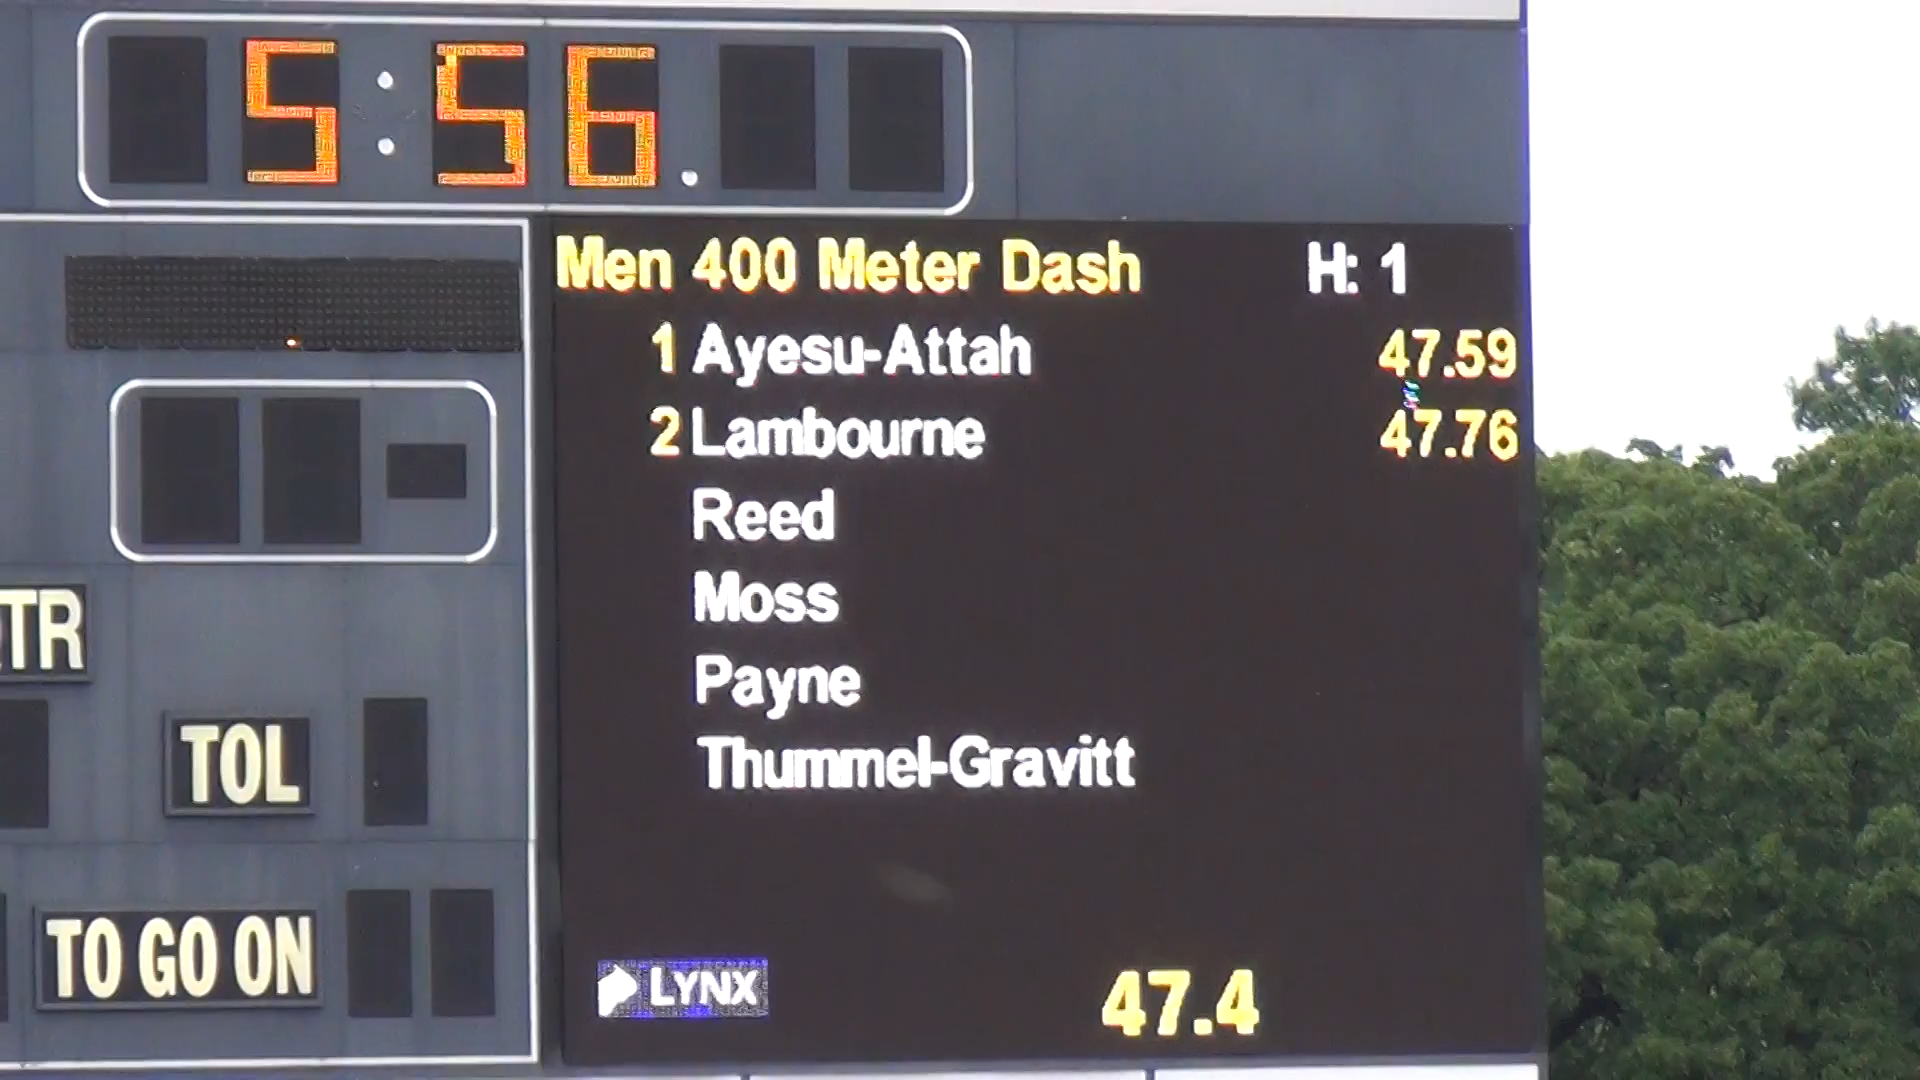 5:56.
Men 400 Meter Dash H: 1
1 Ayesu-Attah 47.59
2 Lambourne 47.76
Reed
Moss
Payne
Thummel-Gravitt
TR
TOL
TO GO ON
LYNX 47.4